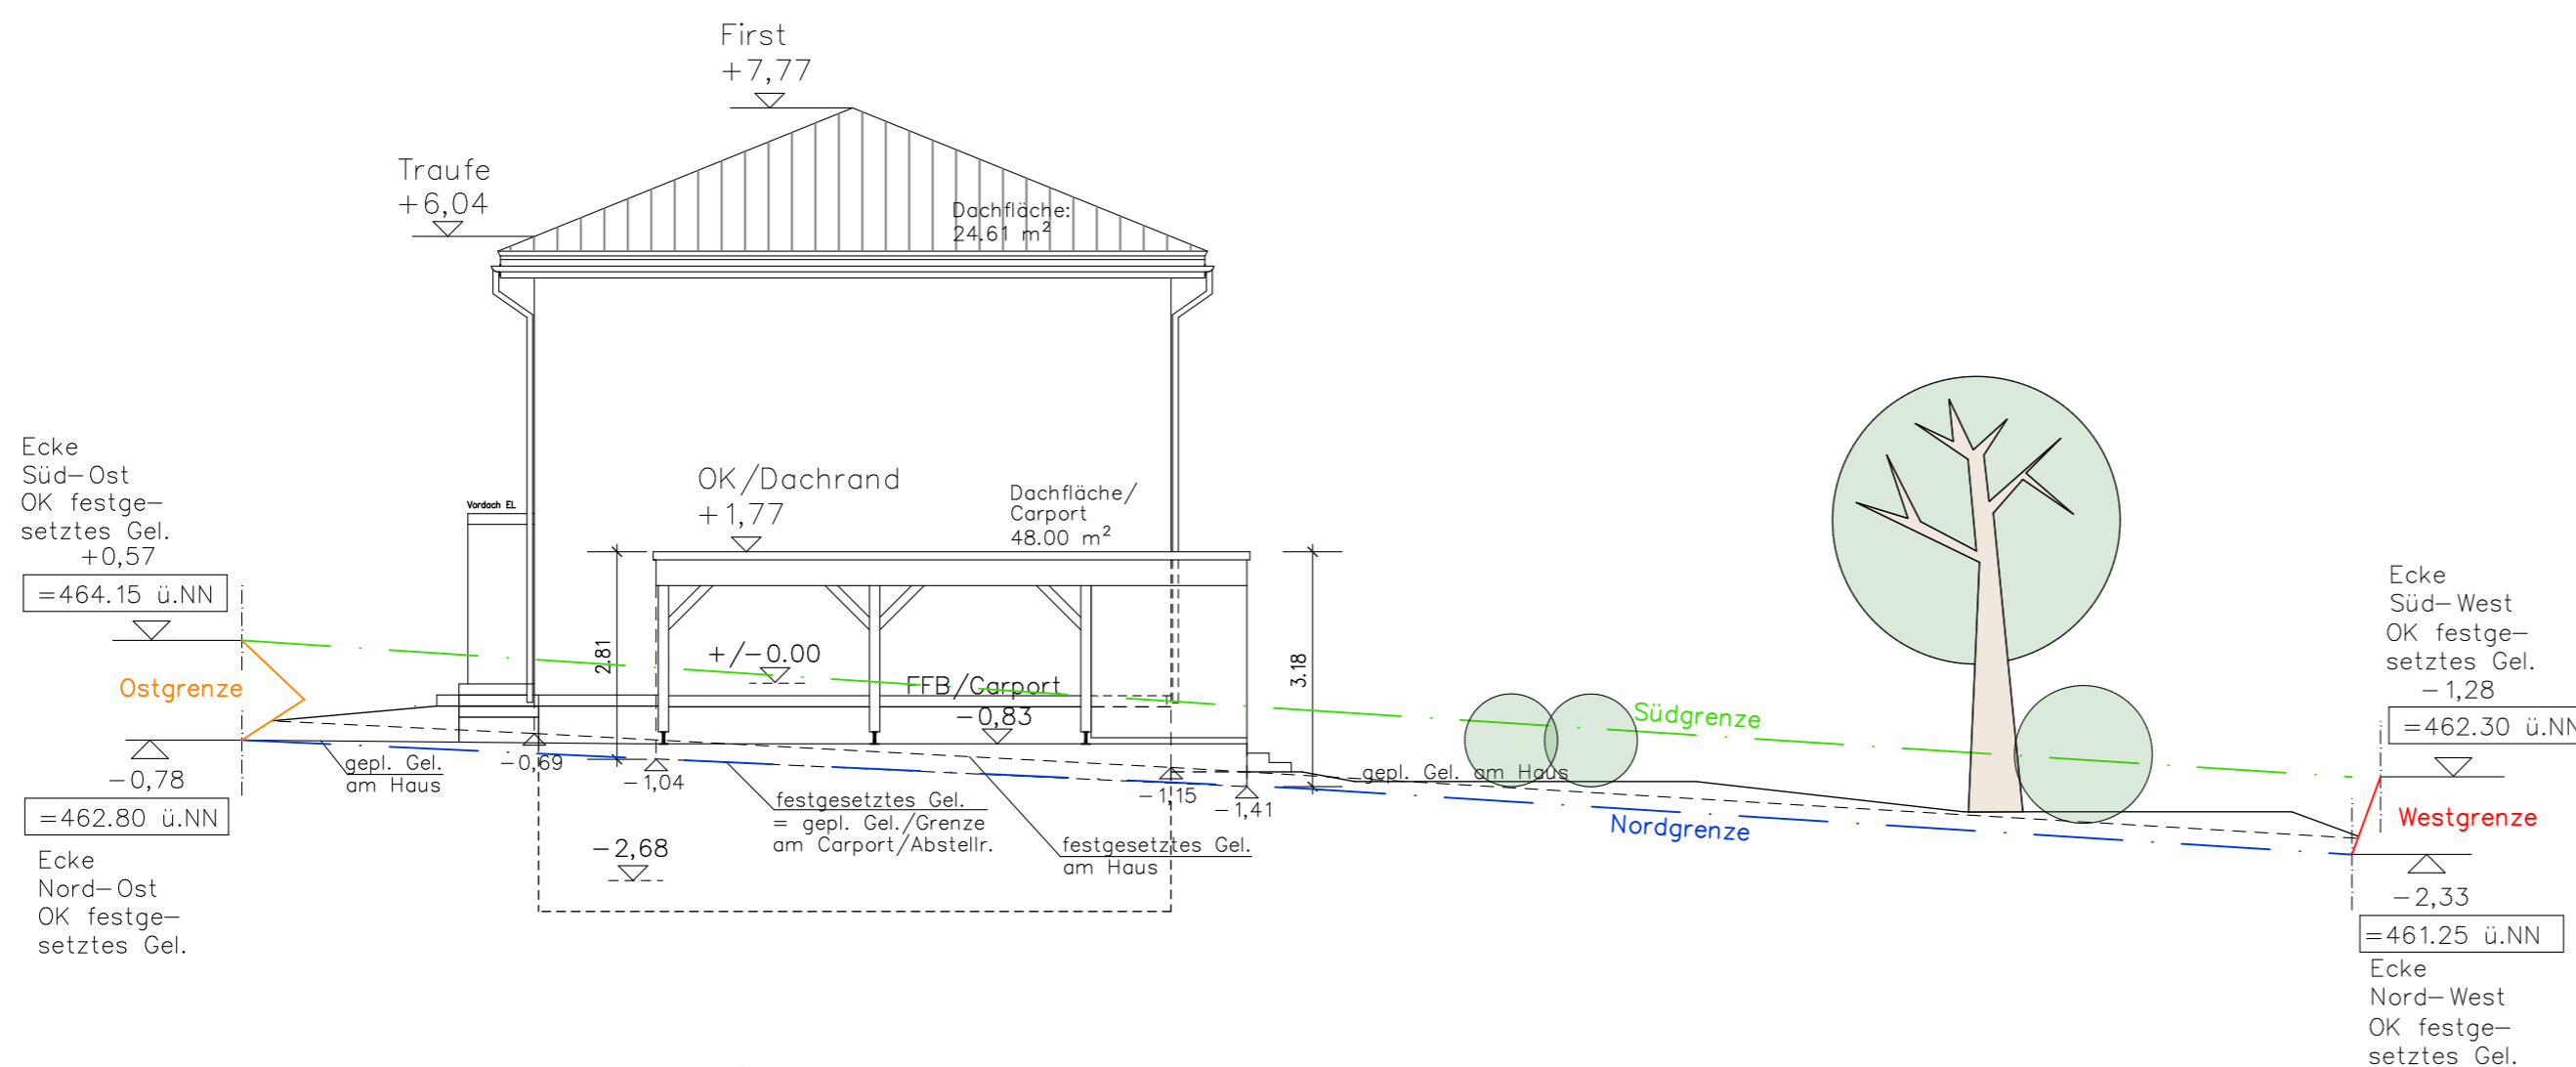 First
+7,77
Traufe
+6,04
Dachfläche:
24.61 m²
Ecke
Süd-Ost
OK festge-
setztes Gel.
+0,57
=464.15 ü.NN
Ostgrenze
-0,78
=462.80 ü.NN
Ecke
Nord-Ost
OK festge-
setztes Gel.
Vordach EL
OK/Dachrand
+1,77
Dachfläche/
Carport
48.00 m²
2.81
+/-0.00
FFB/Carport
-0,83
3.18
gepl. Gel.
am Haus
-0,69
-1,04
festgesetztes Gel.
= gepl. Gel./Grenze
am Carport/Abstellr.
-2,68
festgesetztes Gel.
am Haus
-1,15
-1,41
gepl. Gel. am Haus
Südgrenze
Nordgrenze
Ecke
Süd-West
OK festge-
setztes Gel.
-1,28
=462.30 ü.NN
Westgrenze
-2,33
=461.25 ü.NN
Ecke
Nord-West
OK festge-
setztes Gel.